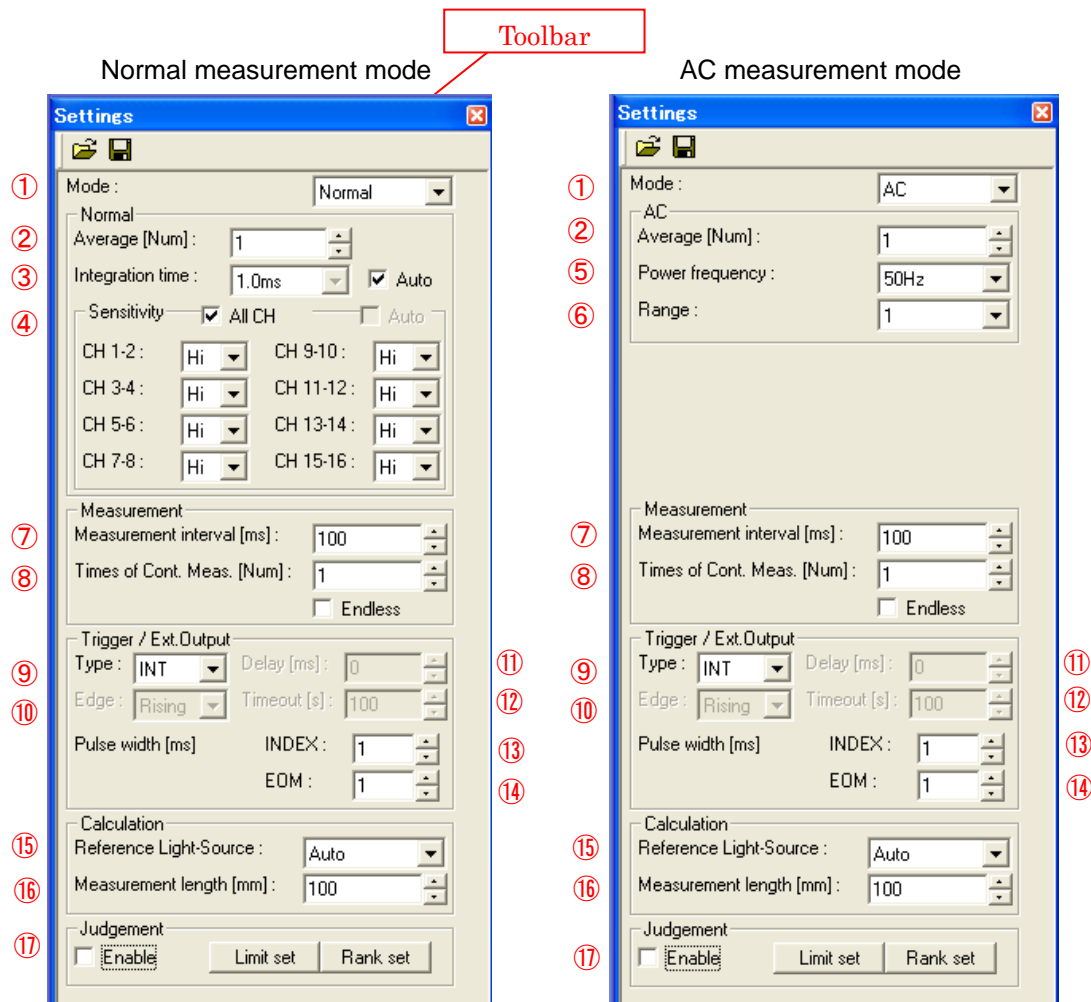 Toolbar
Normal measurement mode
Settings
① Mode : Normal
Normal
② Average [Num] : 1
③ Integration time : 1.0ms Auto
④ Sensitivity All CH Auto
CH 1-2 : Hi CH 9-10 : Hi
CH 3-4 : Hi CH 11-12 : Hi
CH 5-6 : Hi CH 13-14 : Hi
CH 7-8 : Hi CH 15-16 : Hi
Measurement
⑦ Measurement interval [ms] : 100
⑧ Times of Cont. Meas. [Num] : 1
Endless
Trigger / Ext.Output
⑨ Type : INT Delay [ms] : 0 ⑪
⑩ Edge : Rising Timeout [s] : 100 ⑫
Pulse width [ms] INDEX : 1 ⑬
EOM : 1 ⑭
Calculation
⑮ Reference Light-Source : Auto
⑯ Measurement length [mm] : 100
Judgement
⑰ Enable Limit set Rank set
AC measurement mode
Settings
① Mode : AC
AC
② Average [Num] : 1
⑤ Power frequency : 50Hz
⑥ Range : 1
Measurement
⑦ Measurement interval [ms] : 100
⑧ Times of Cont. Meas. [Num] : 1
Endless
Trigger / Ext.Output
⑨ Type : INT Delay [ms] : 0 ⑪
⑩ Edge : Rising Timeout [s] : 100 ⑫
Pulse width [ms] INDEX : 1 ⑬
EOM : 1 ⑭
Calculation
⑮ Reference Light-Source : Auto
⑯ Measurement length [mm] : 100
Judgement
⑰ Enable Limit set Rank set